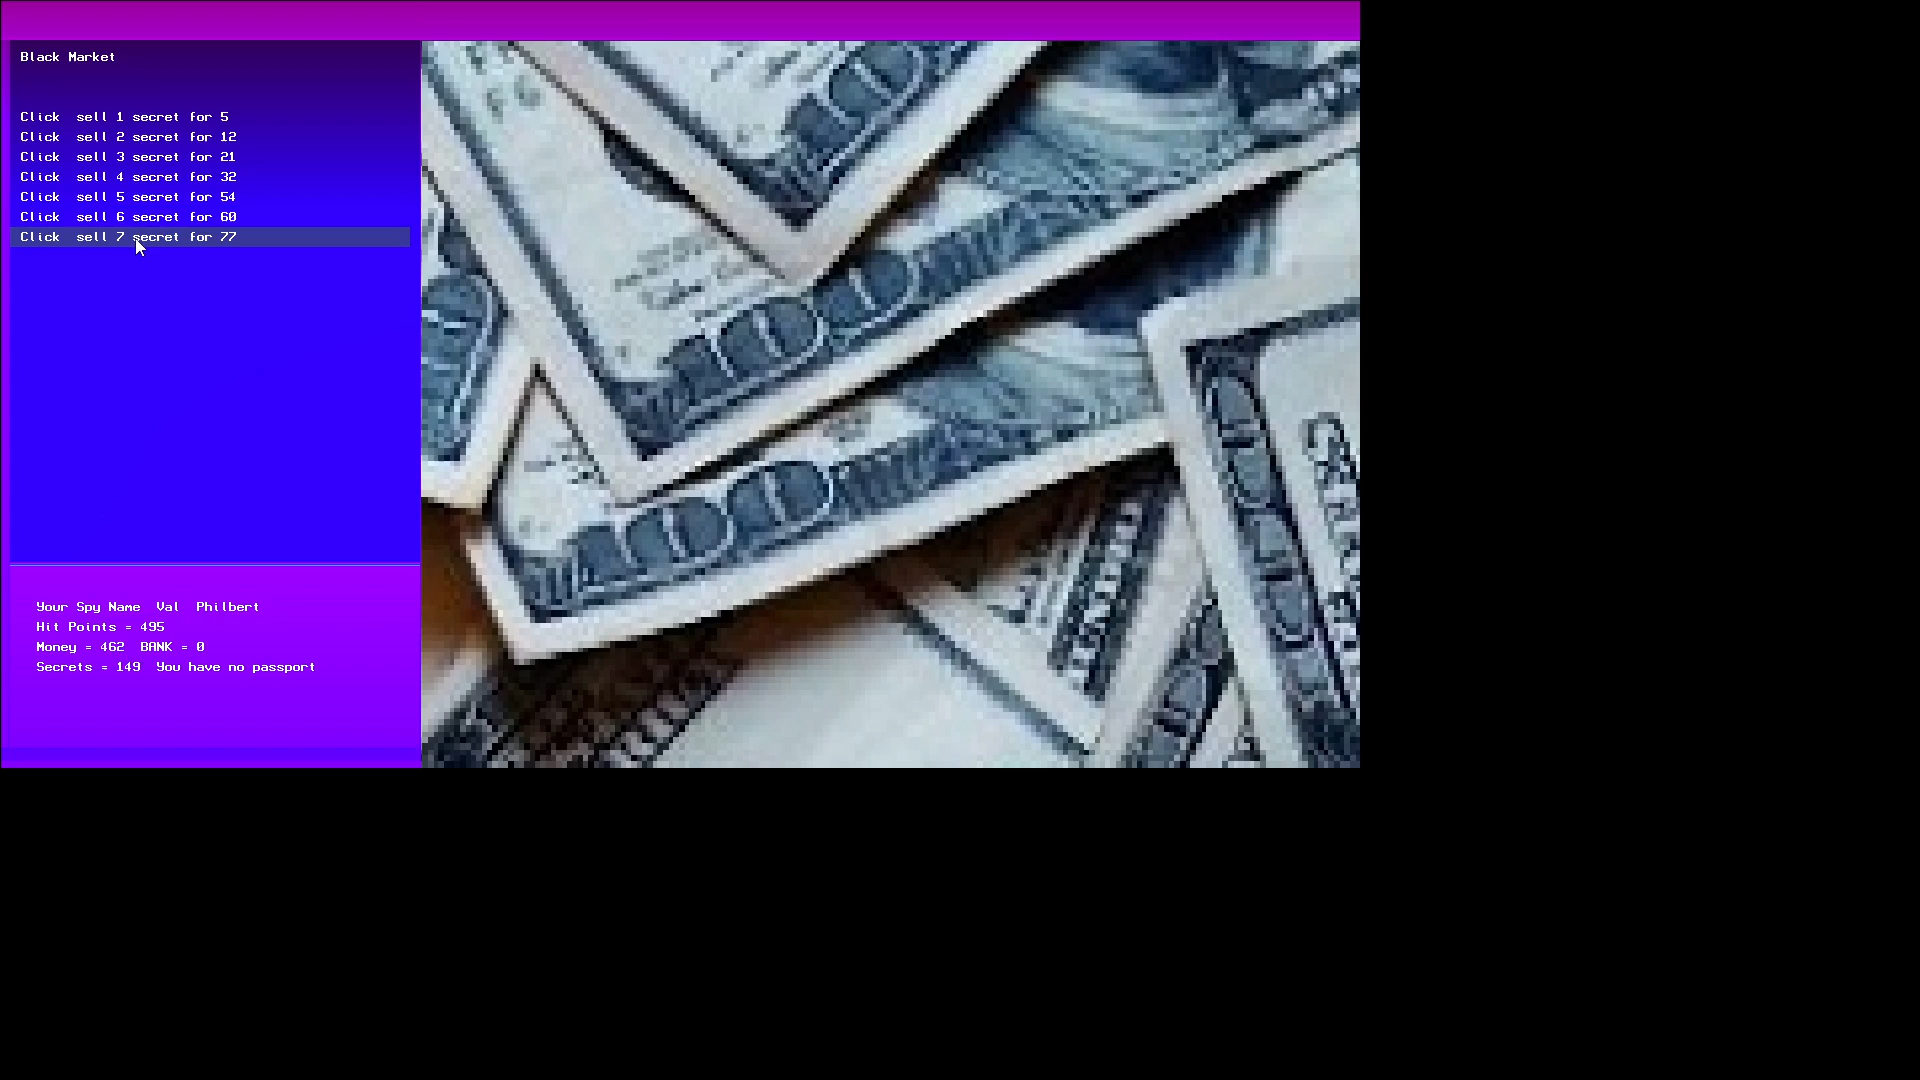 Black Market
Click  sell 1 secret for 5
Click  sell 2 secret for 12
Click  sell 3 secret for 21
Click  sell 4 secret for 32
Click  sell 5 secret for 54
Click  sell 6 secret for 60
Click  sell 7 secret for 77
Your Spy Name  Val  Philbert
Hit Points = 495
Money = 462  BANK = 0
Secrets = 149  You have no passport